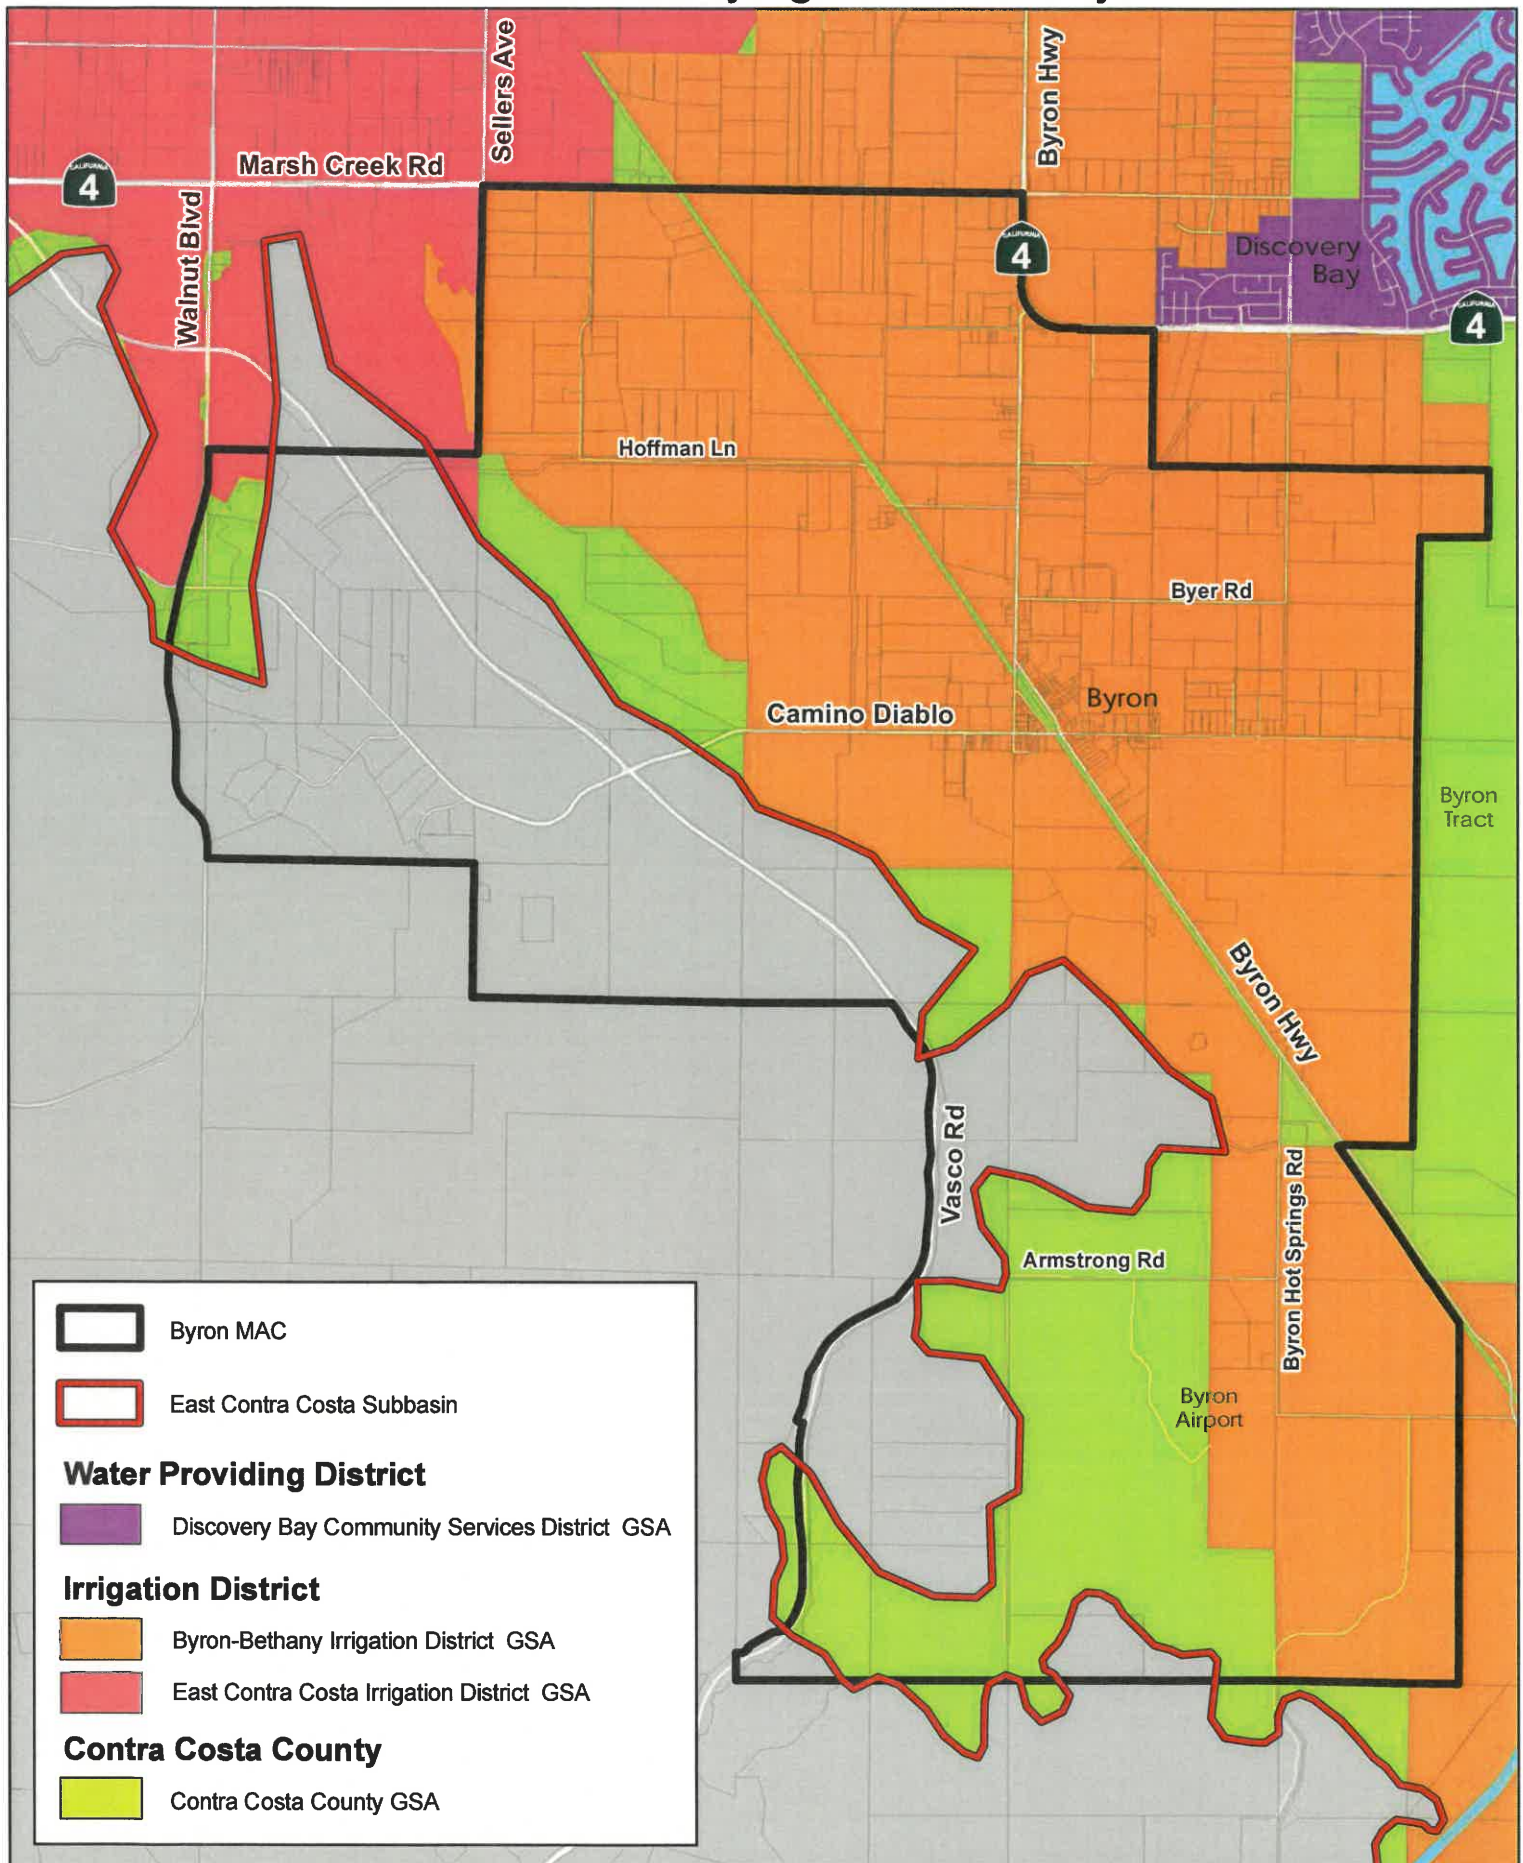 Sellers Ave
Byron Hwy
CALIFORNIA
4
Marsh Creek Rd
Walnut Blvd
CALIFORNIA
4
Discovery
Bay
CALIFORNIA
4
Hoffman Ln
Byer Rd
Byron
Camino Diablo
Byron
Tract
Byron Hwy
Vasco Rd
Byron Hot Springs Rd
Armstrong Rd
Byron
Airport
Byron MAC
East Contra Costa Subbasin
Water Providing District
Discovery Bay Community Services District GSA
Irrigation District
Byron-Bethany Irrigation District GSA
East Contra Costa Irrigation District GSA
Contra Costa County
Contra Costa County GSA